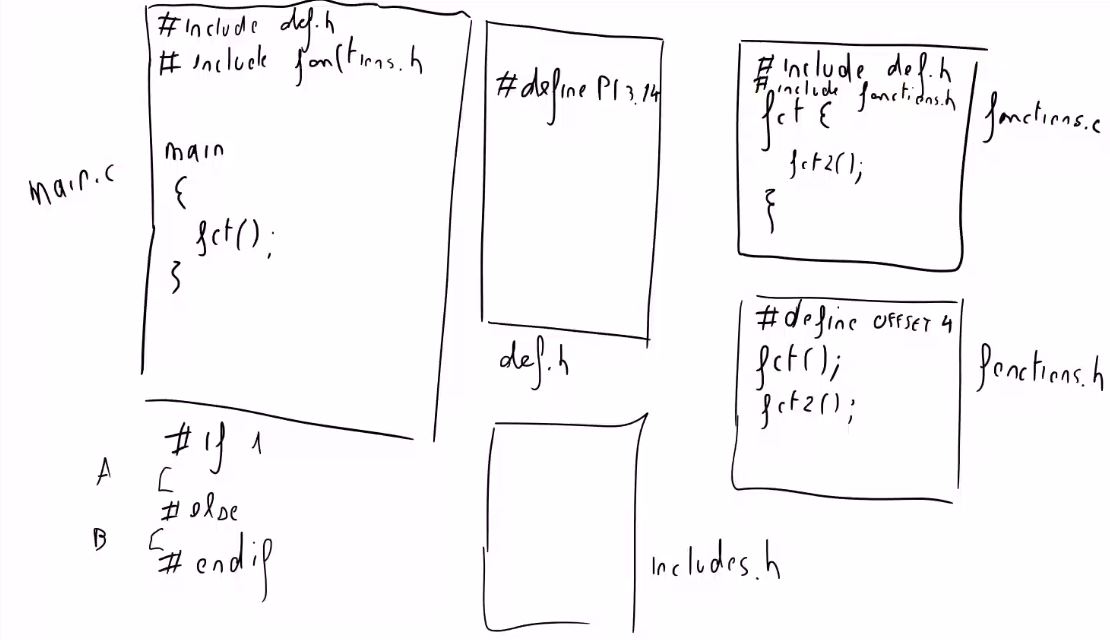 main.c
#include def.h
#include fonctions.h
main
{
fct();
}
#define PI 3.14
def.h
#include def.h
#include fonctions.h
fct {
fct2();
}
fonctions.c
#define OFFSET 4
fct();
fct2();
fonctions.h
#if 1
A [
#else
B [
#endif
includes.h